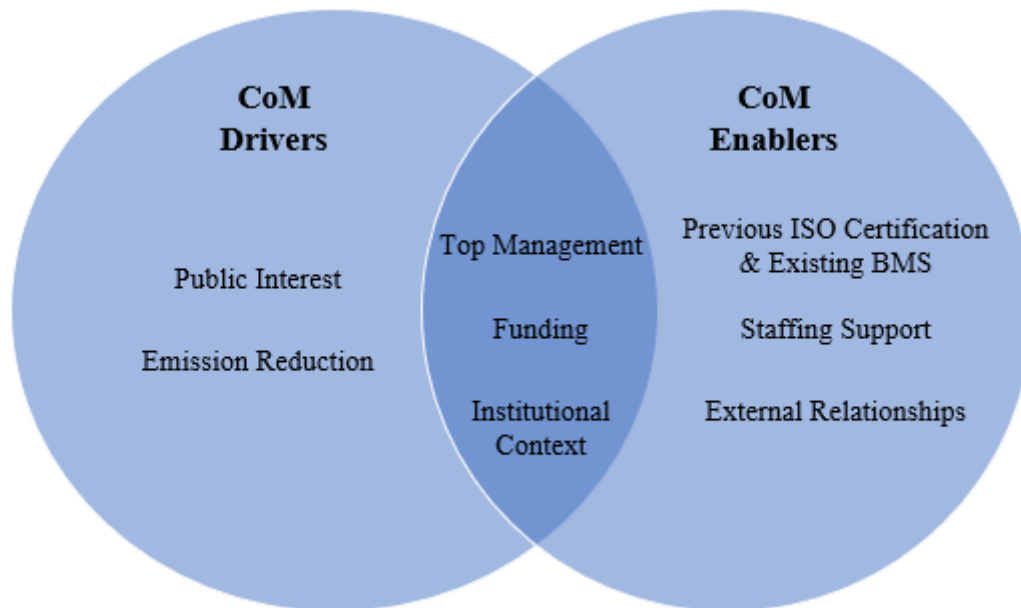 CoM
Drivers
Public Interest
Emission Reduction
Top Management
Funding
Institutional
Context
CoM
Enablers
Previous ISO Certification
& Existing BMS
Staffing Support
External Relationships